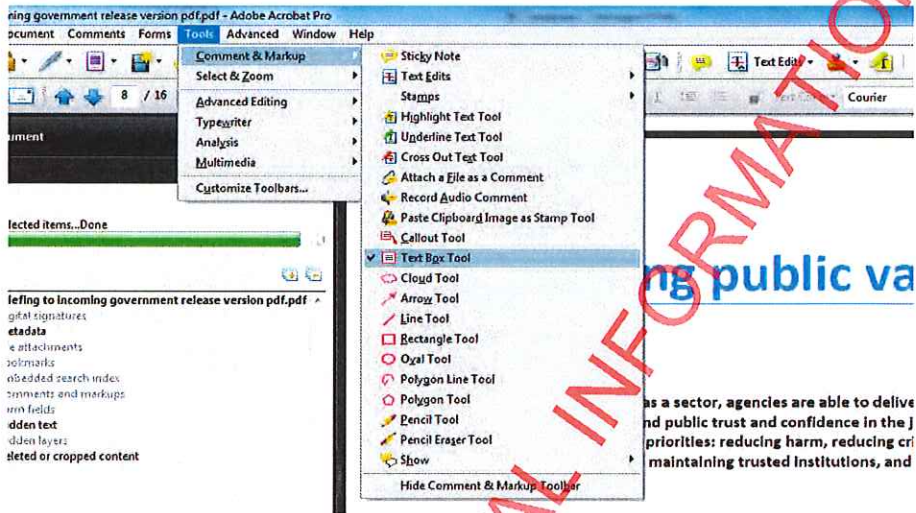 ning government release version pdf.pdf - Adobe Acrobat Pro
ocument Comments Forms Tools Advanced Window Help
8 / 16
Text Edits
Courier
Comment & Markup
Select & Zoom
Advanced Editing
Typewriter
Analysis
Multimedia
Customize Toolbars...
Sticky Note
Text Edits
Stamps
Highlight Text Tool
Underline Text Tool
Cross Out Text Tool
Attach a File as a Comment
Record Audio Comment
Paste Clipboard Image as Stamp Tool
Callout Tool
Text Box Tool
Cloud Tool
Arrow Tool
Line Tool
Rectangle Tool
Oval Tool
Polygon Line Tool
Polygon Tool
Pencil Tool
Pencil Eraser Tool
Show
Hide Comment & Markup Toolbar
ument
lected items...Done
iefing to incoming government release version pdf.pdf
gital signatures
etadata
e attachments
ookmarks
mbedded search index
omments and markups
orm fields
dden text
dden layers
eleted or cropped content
ng public va
as a sector, agencies are able to delive
nd public trust and confidence in the j
priorities: reducing harm, reducing cri
maintaining trusted institutions, and
AL INFORMATION